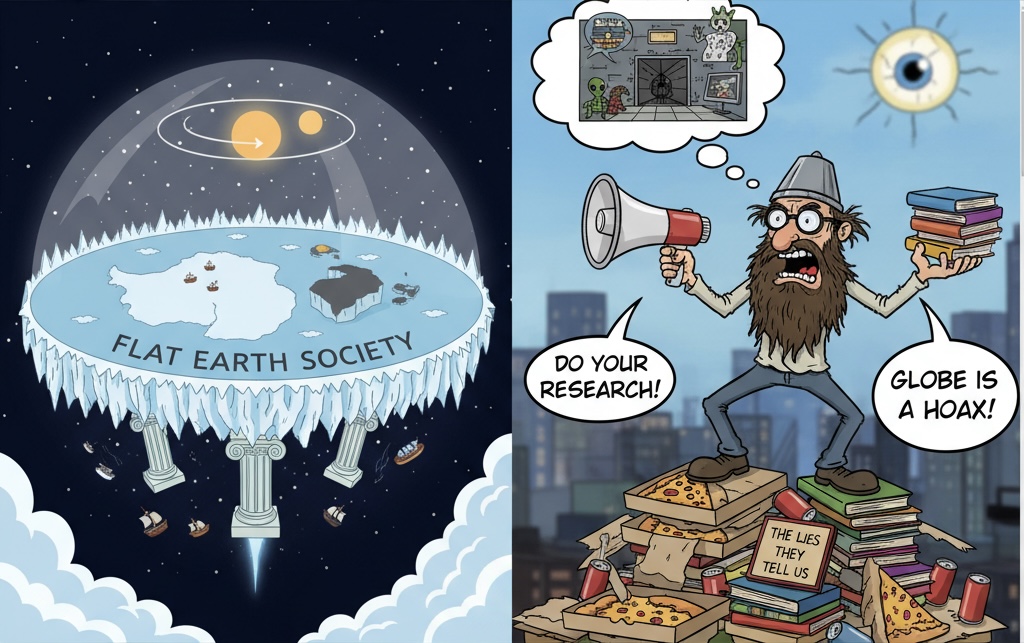 FLAT EARTH SOCIETY
DO YOUR
RESEARCH!
GLOBE IS
A HOAX!
THE LIES
THEY
TELL US